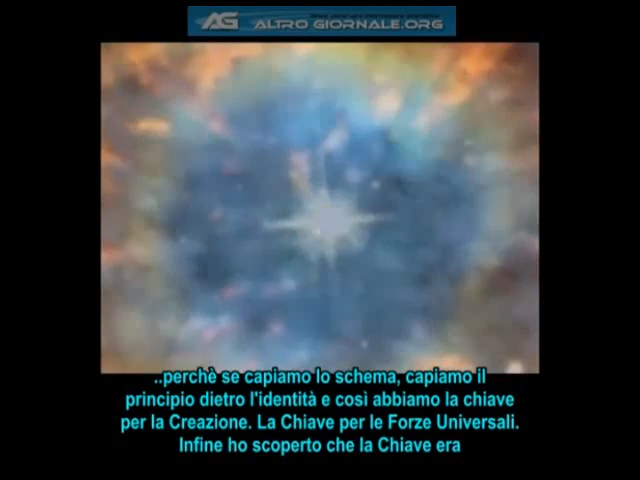 AG ALTRO GIORNALE.ORG
..perchè se capiamo lo schema, capiamo il
principio dietro l'identità e così abbiamo la chiave
per la Creazione. La Chiave per le Forze Universali.
Infine ho scoperto che la Chiave era